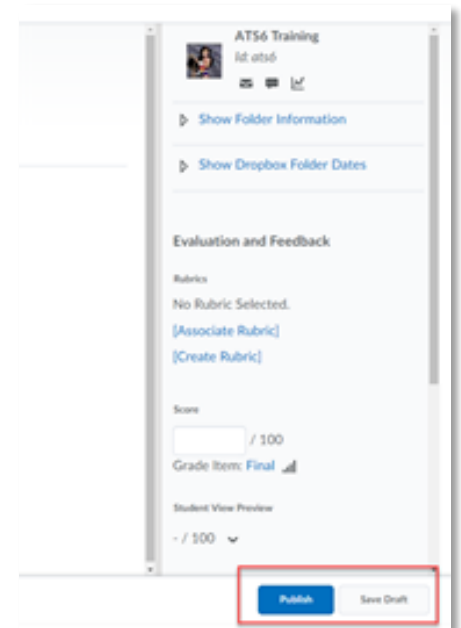 ATS6 Training
Id: ats6
Show Folder Information
Show Dropbox Folder Dates
Evaluation and Feedback
Rubrics
No Rubric Selected.
[Associate Rubric]
[Create Rubric]
Score
/ 100
Grade Item: Final
Student View Preview
- / 100
Publish
Save Draft